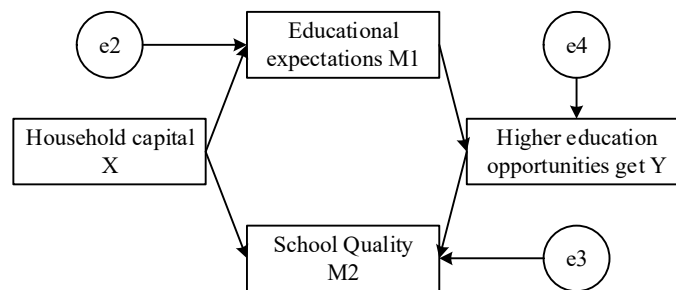 e2
Educational
expectations M1
e4
Household capital
X
Higher education
opportunities get Y
School Quality
M2
e3